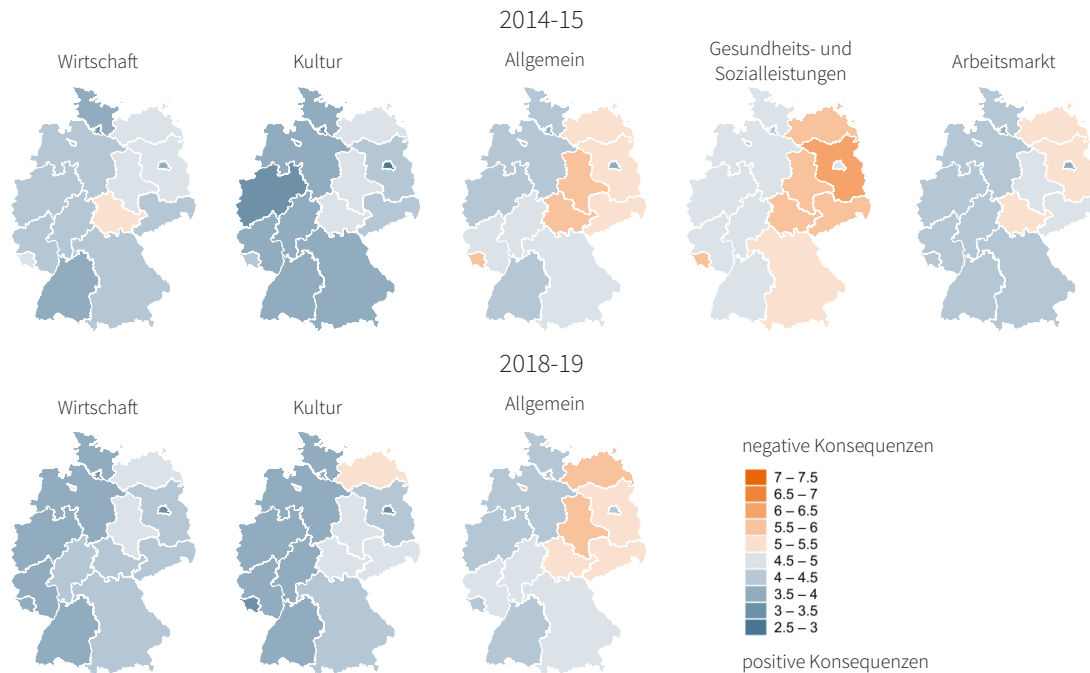 2014-15
Wirtschaft
Kultur
Allgemein
Gesundheits- und
Sozialleistungen
Arbeitsmarkt
2018-19
Wirtschaft
Kultur
Allgemein
negative Konsequenzen
7 – 7.5
6.5 – 7
6 – 6.5
5.5 – 6
5 – 5.5
4.5 – 5
4 – 4.5
3.5 – 4
3 – 3.5
2.5 – 3
positive Konsequenzen